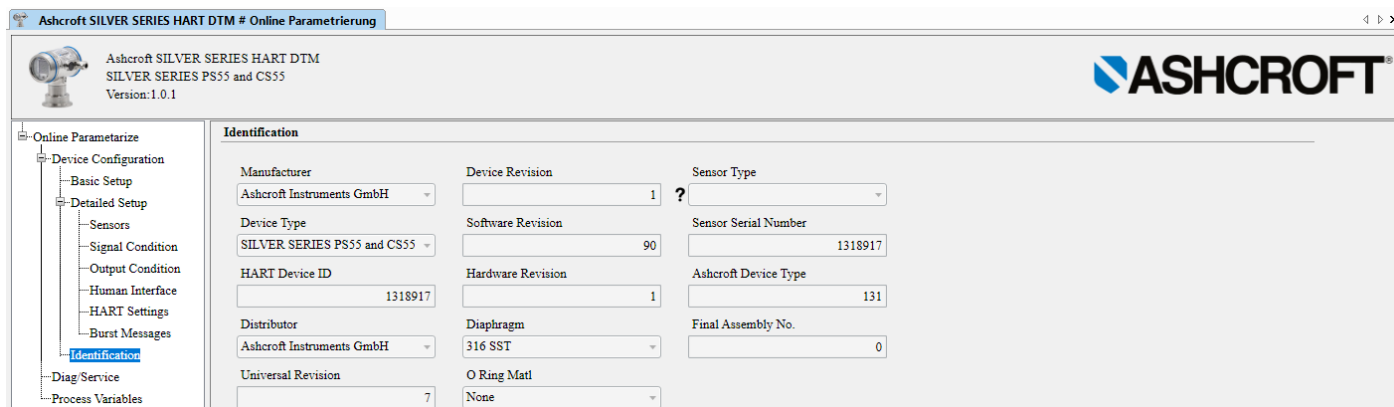 Ashcroft SILVER SERIES HART DTM # Online Parametrierung
Ashcroft SILVER SERIES HART DTM
SILVER SERIES PS55 and CS55
Version:1.0.1
ASHCROFT®
Online Parametarize
Device Configuration
Basic Setup
Detailed Setup
Sensors
Signal Condition
Output Condition
Human Interface
HART Settings
Burst Messages
Identification
Diag/Service
Process Variables
Identification
Manufacturer
Ashcroft Instruments GmbH
Device Type
SILVER SERIES PS55 and CS55
HART Device ID
1318917
Distributor
Ashcroft Instruments GmbH
Universal Revision
7
Device Revision
1
Software Revision
90
Hardware Revision
1
Diaphragm
316 SST
O Ring Matl
None
Sensor Type
?
Sensor Serial Number
1318917
Ashcroft Device Type
131
Final Assembly No.
0